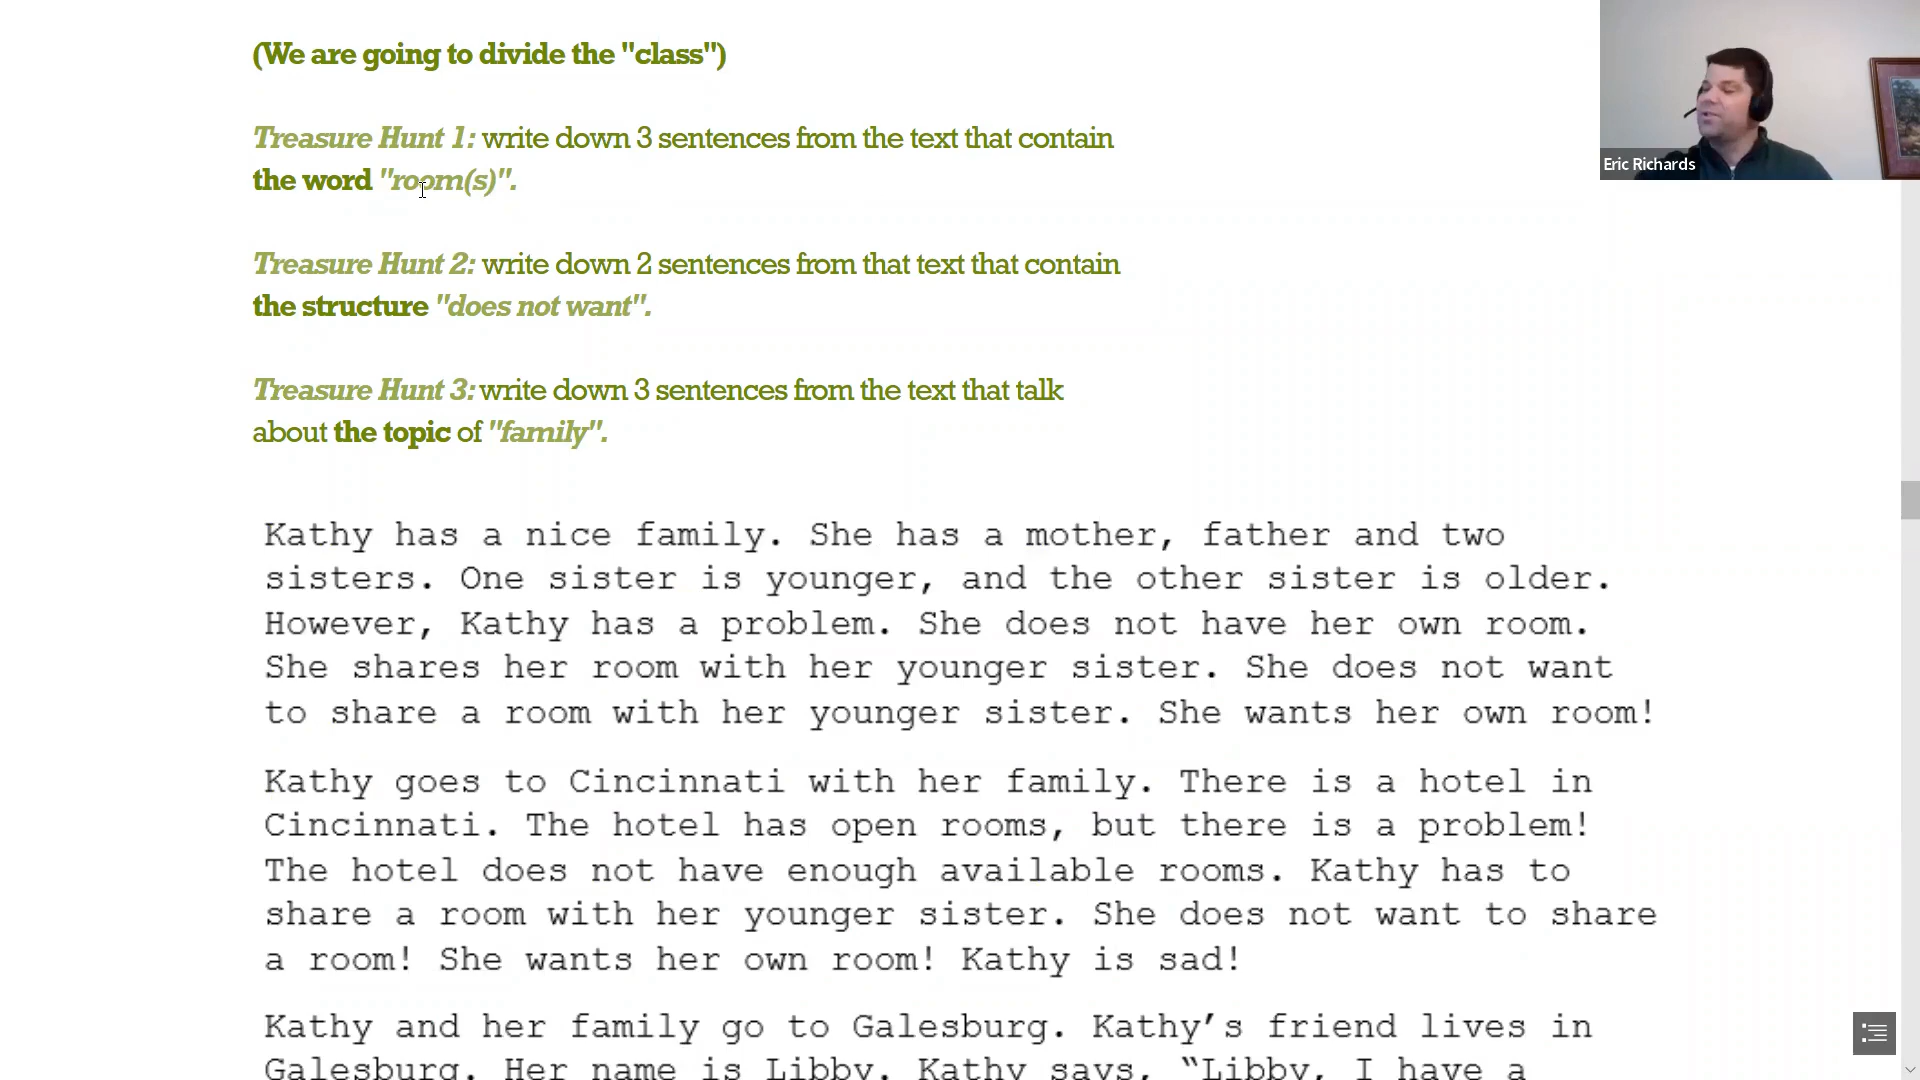 (We are going to divide the "class")
Eric Richards
Treasure Hunt 1: write down 3 sentences from the text that contain
the word "room(s)".
Treasure Hunt 2: write down 2 sentences from that text that contain
the structure "does not want".
Treasure Hunt 3: write down 3 sentences from the text that talk
about the topic of "family".
Kathy has a nice family. She has a mother, father and two
sisters. One sister is younger, and the other sister is older.
However, Kathy has a problem. She does not have her own room.
She shares her room with her younger sister. She does not want
to share a room with her younger sister. She wants her own room!
Kathy goes to Cincinnati with her family. There is a hotel in
Cincinnati. The hotel has open rooms, but there is a problem!
The hotel does not have enough available rooms. Kathy has to
share a room with her younger sister. She does not want to share
a room! She wants her own room! Kathy is sad!
Kathy and her family go to Galesburg. Kathy’s friend lives in
Galesburg. Her name is Libby. Kathy says, “Libby, I have a